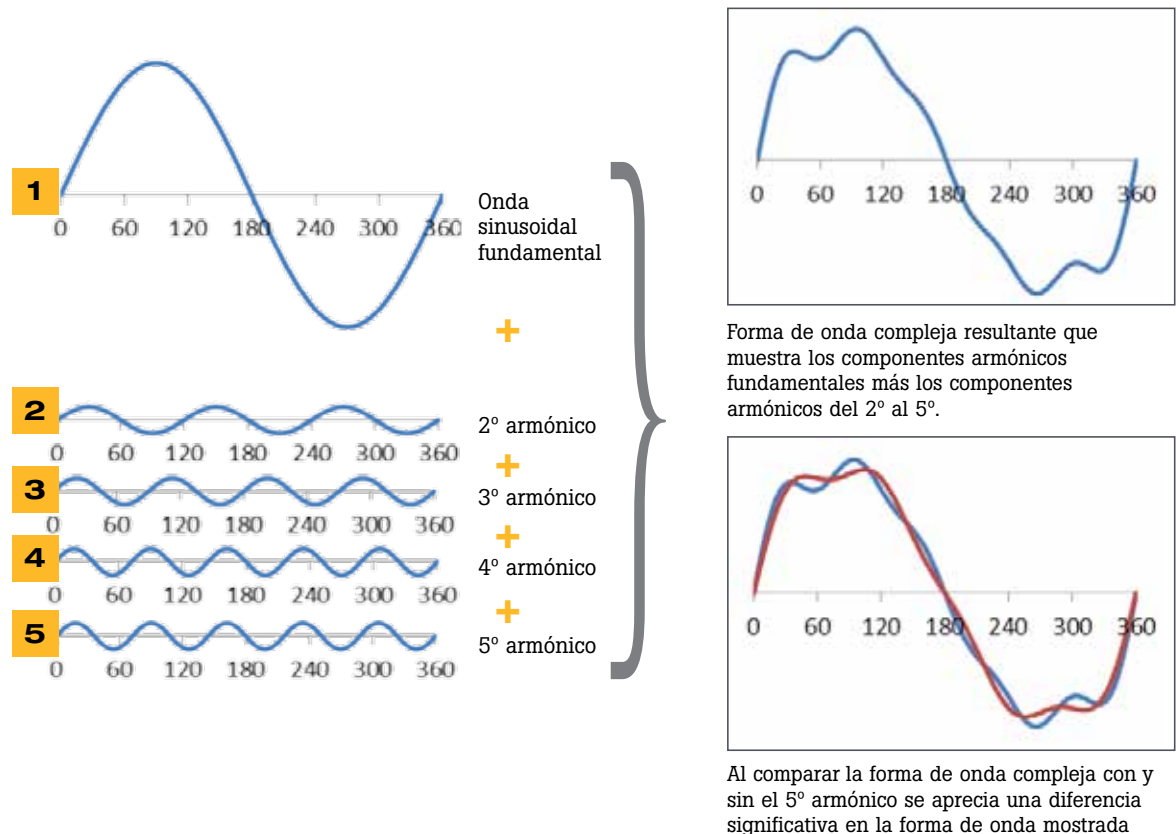 1
0 60 120 180 240 300 360
Onda
sinusoidal
fundamental
+
2
0 60 120 180 240 300 360
2º armónico
+
3
0 60 120 180 240 300 360
3º armónico
+
4
0 60 120 180 240 300 360
4º armónico
+
5
0 60 120 180 240 300 360
5º armónico
0 60 120 180 240 300 360
Forma de onda compleja resultante que
muestra los componentes armónicos
fundamentales más los componentes
armónicos del 2º al 5º.
0 60 120 180 240 300 360
Al comparar la forma de onda compleja con y
sin el 5º armónico se aprecia una diferencia
significativa en la forma de onda mostrada